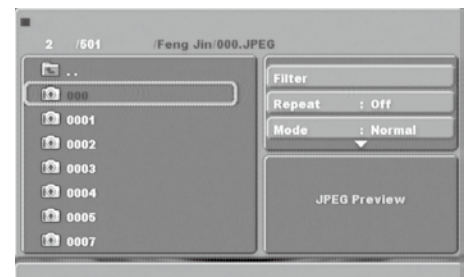 2 /501 /Feng Jin/000.JPEG
..
000
0001
0002
0003
0004
0005
0007
Filter
Repeat : Off
Mode : Normal
JPEG Preview